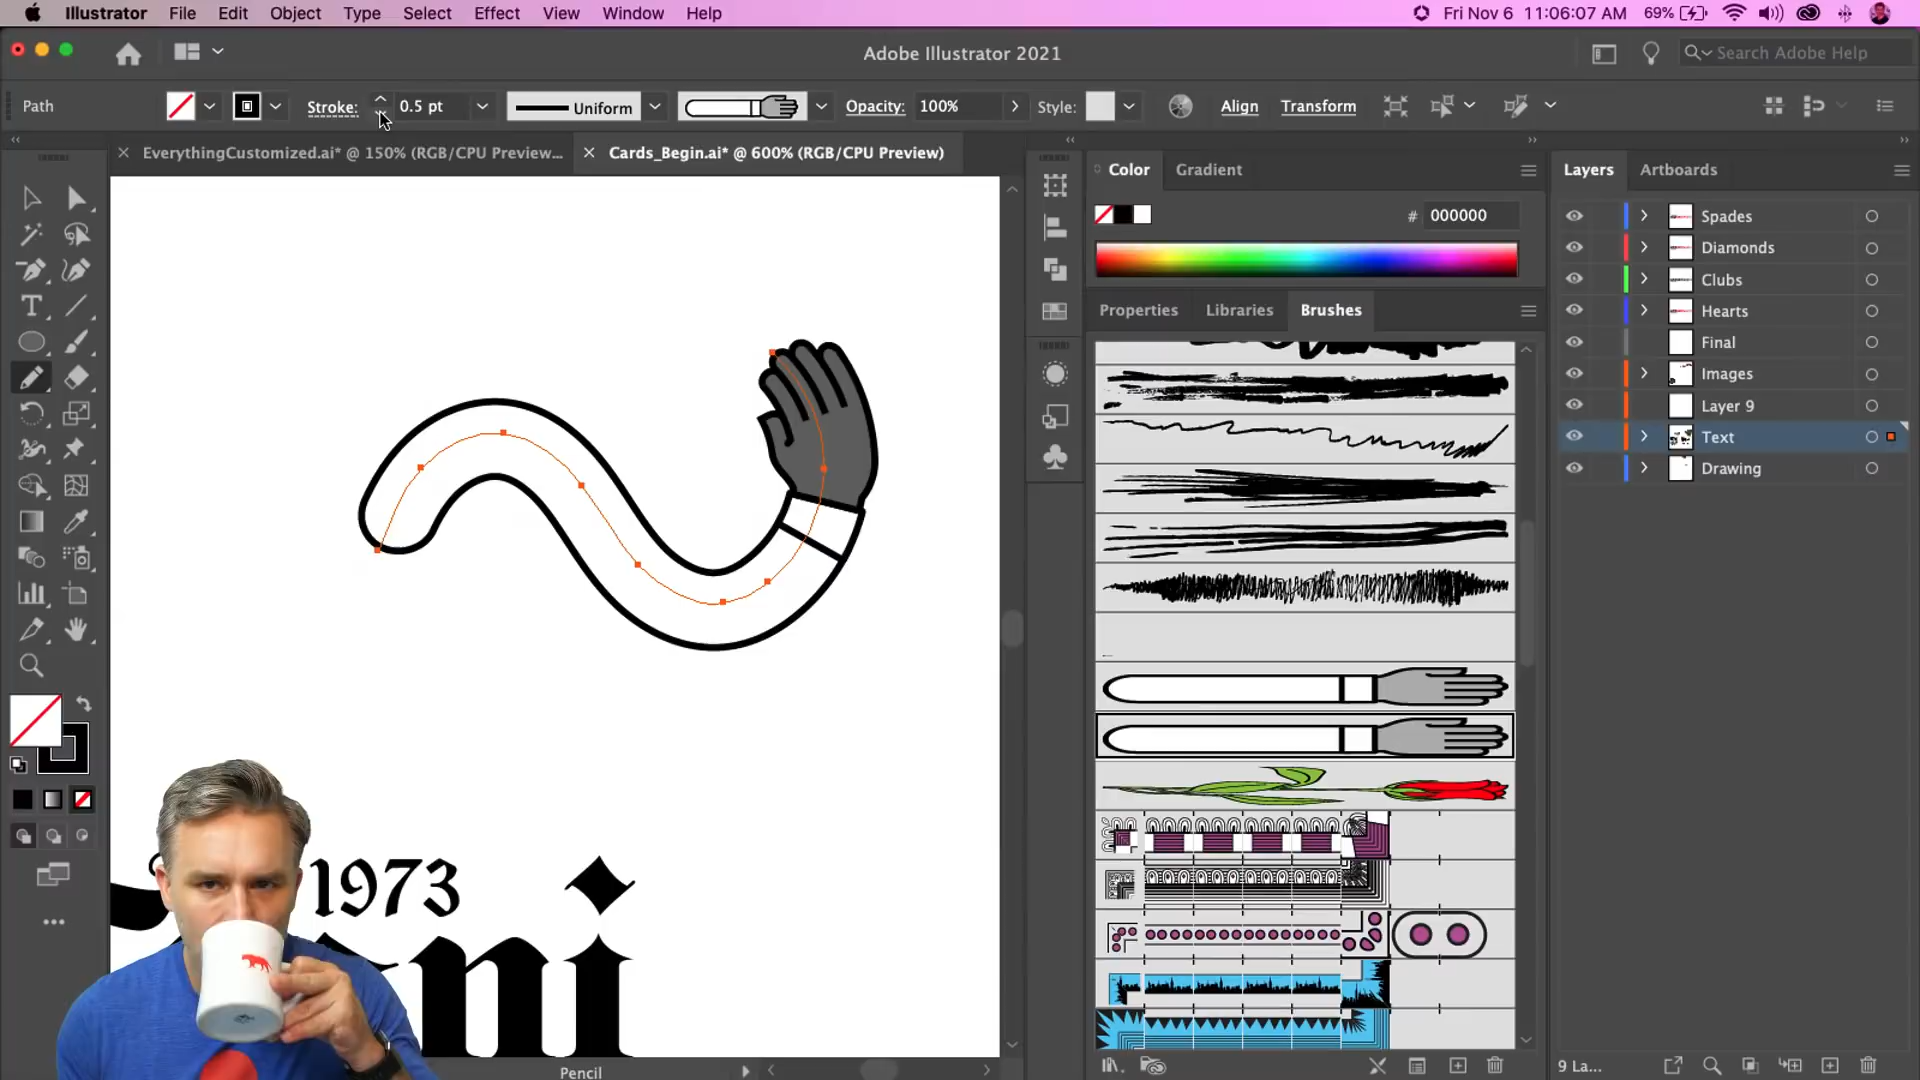 Illustrator File Edit Object Type Select Effect View Window Help
Fri Nov 6 11:06:07 AM 69%
Adobe Illustrator 2021
Search Adobe Help
Path
Stroke: 0.5 pt
Uniform
Opacity: 100%
Style:
Align
Transform
EverythingCustomized.ai* @ 150% (RGB/CPU Preview...
Cards_Begin.ai* @ 600% (RGB/CPU Preview)
Color Gradient
# 000000
Properties Libraries Brushes
Layers Artboards
Spades
Diamonds
Clubs
Hearts
Final
Images
Layer 9
Text
Drawing
1973
ni
Pencil
9 La...